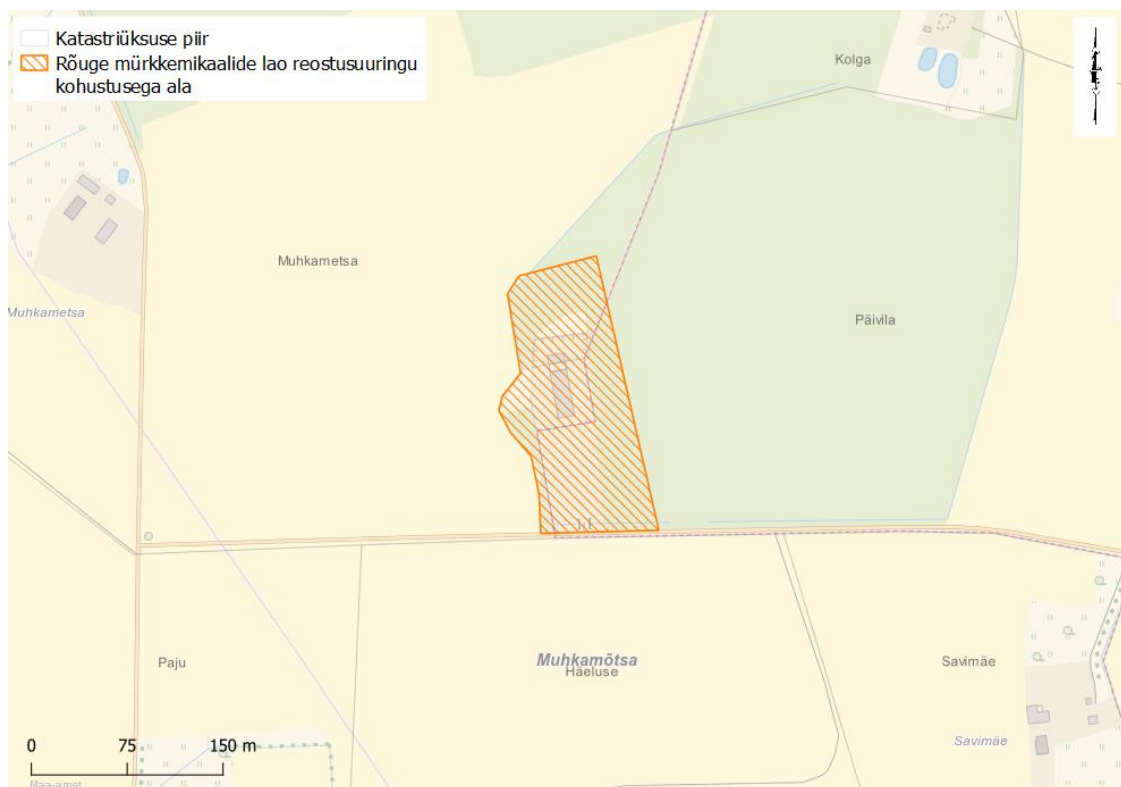 Katastriüksuse piir
Rõuge mürkkemikaalide lao reostusuuringu
kohustusega ala
Kolga
Muhkametsa
Muhkametsa
Päivila
Paju
Muhkamõtsa
Häeluse
Savimäe
Savimäe
0 75 150 m
Maa-amet